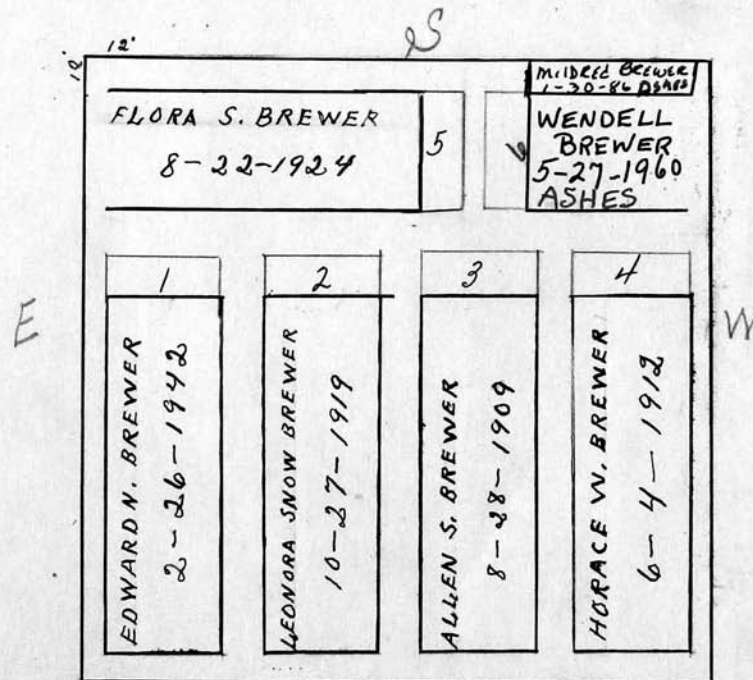 S
12'
12'
MILDRED BREWER
1-30-86 ASHES
FLORA S. BREWER
8-22-1924
5
6
WENDELL
BREWER
5-27-1960
ASHES
E
W
1
2
3
4
EDWARD N. BREWER
2-26-1942
LEONORA SNOW BREWER
10-27-1919
ALLEN S. BREWER
8-28-1909
HORACE W. BREWER
6-4-1912